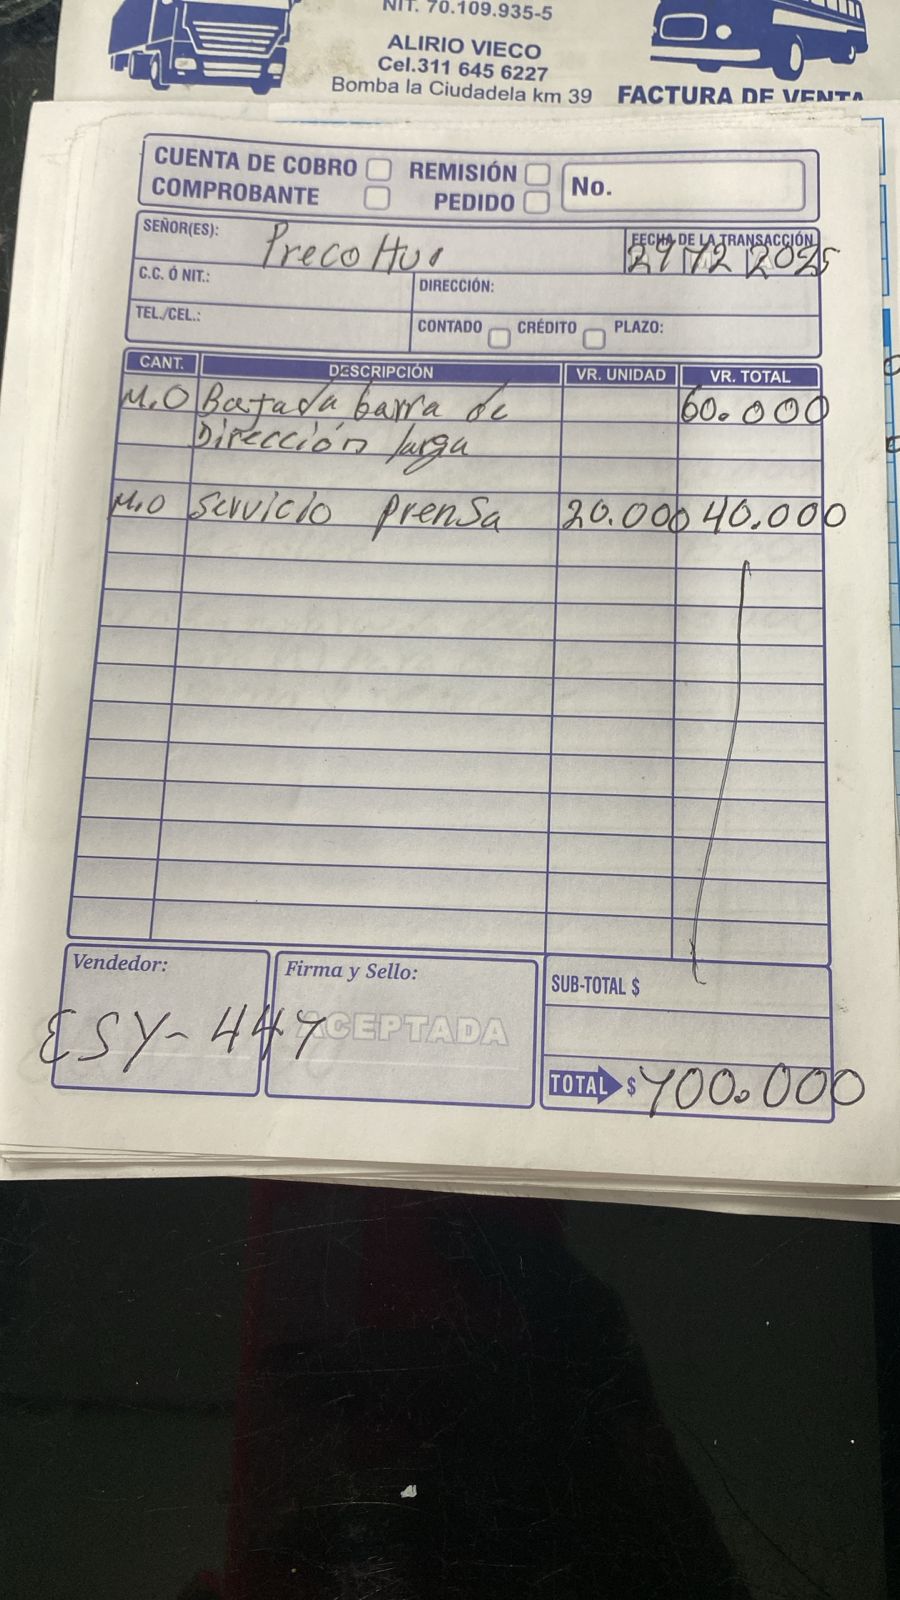 NIT. 70.109.935-5
ALIRIO VIECO
Cel.311 645 6227
Bomba la Ciudadela km 39
FACTURA DE VENTA
CUENTA DE COBRO REMISIÓN No.
COMPROBANTE PEDIDO
SEÑOR(ES): PrecoHur
FECHA DE LA TRANSACCIÓN
29 12 2025
C.C. Ó NIT.: DIRECCIÓN:
TEL./CEL.: CONTADO CRÉDITO PLAZO:
CANT. DESCRIPCIÓN VR. UNIDAD VR. TOTAL
M.O Bajada barra de 60.000
Dirección larga
M.O Servicio prensa 20.000 40.000
Vendedor: Firma y Sello: SUB-TOTAL $
ESY-441 ACEPTADA
TOTAL $ 100.000